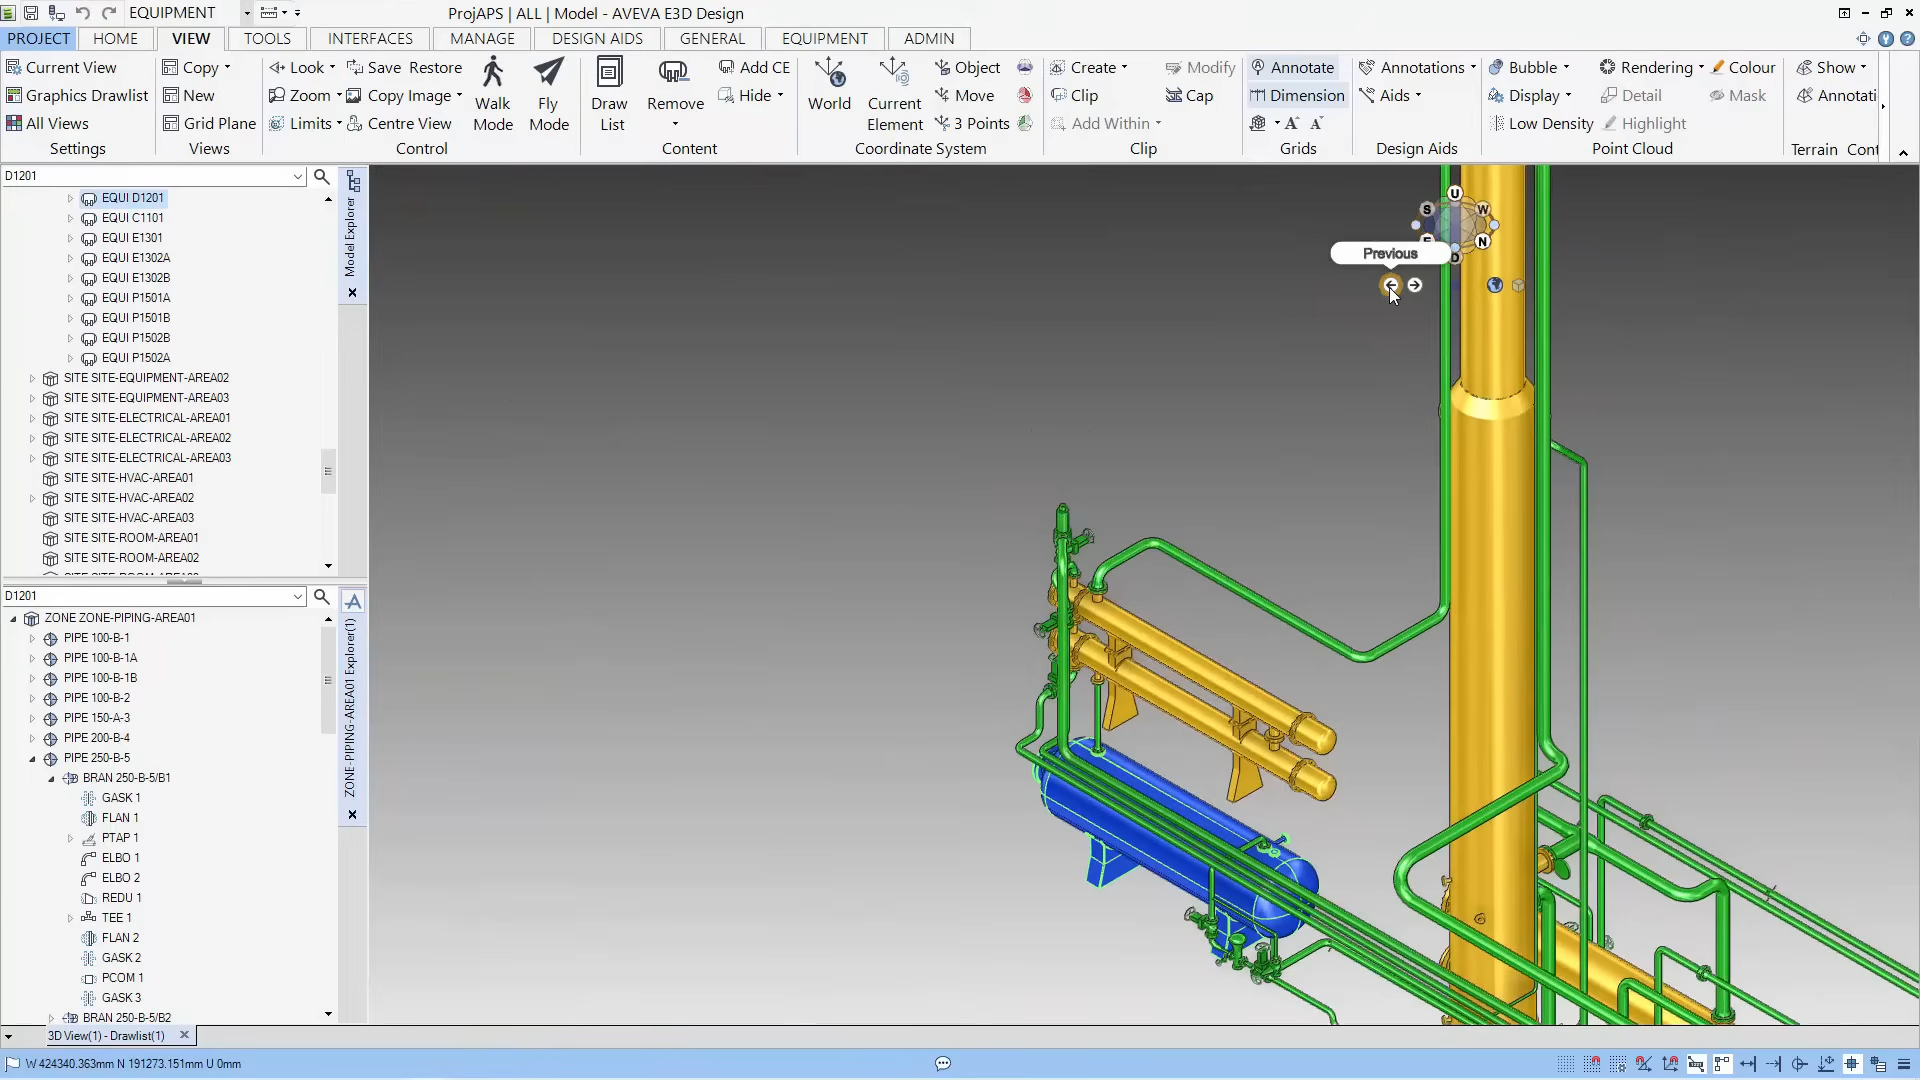 EQUIPMENT
ProjAPS | ALL | Model - AVEVA E3D Design
PROJECT
HOME
VIEW
TOOLS
INTERFACES
MANAGE
DESIGN AIDS
GENERAL
EQUIPMENT
ADMIN
Current View
Graphics Drawlist
All Views
Settings
Copy
New
Grid Plane
Views
Look
Save
Restore
Zoom
Copy Image
Limits
Centre View
Walk Mode
Fly Mode
Control
Draw List
Remove
Add CE
Hide
Content
World
Current Element
Object
Move
3 Points
Coordinate System
Create
Modify
Clip
Cap
Add Within
Clip
Annotate
Dimension
Grids
Annotations
Aids
Design Aids
Bubble
Rendering
Colour
Display
Detail
Mask
Low Density
Highlight
Point Cloud
Show
Annotati
Terrain
Cont
D1201
EQUI D1201
EQUI C1101
EQUI E1301
EQUI E1302A
EQUI E1302B
EQUI P1501A
EQUI P1501B
EQUI P1502B
EQUI P1502A
SITE SITE-EQUIPMENT-AREA02
SITE SITE-EQUIPMENT-AREA03
SITE SITE-ELECTRICAL-AREA01
SITE SITE-ELECTRICAL-AREA02
SITE SITE-ELECTRICAL-AREA03
SITE SITE-HVAC-AREA01
SITE SITE-HVAC-AREA02
SITE SITE-HVAC-AREA03
SITE SITE-ROOM-AREA01
SITE SITE-ROOM-AREA02
Model Explorer
D1201
ZONE ZONE-PIPING-AREA01
PIPE 100-B-1
PIPE 100-B-1A
PIPE 100-B-1B
PIPE 100-B-2
PIPE 150-A-3
PIPE 200-B-4
PIPE 250-B-5
BRAN 250-B-5/B1
GASK 1
FLAN 1
PTAP 1
ELBO 1
ELBO 2
REDU 1
TEE 1
FLAN 2
GASK 2
PCOM 1
GASK 3
BRAN 250-B-5/B2
ZONE-PIPING-AREA01 Explorer(1)
U
S
W
N
D
Previous
3D View(1) - Drawlist(1)
W 424340.363mm N 191273.151mm U 0mm